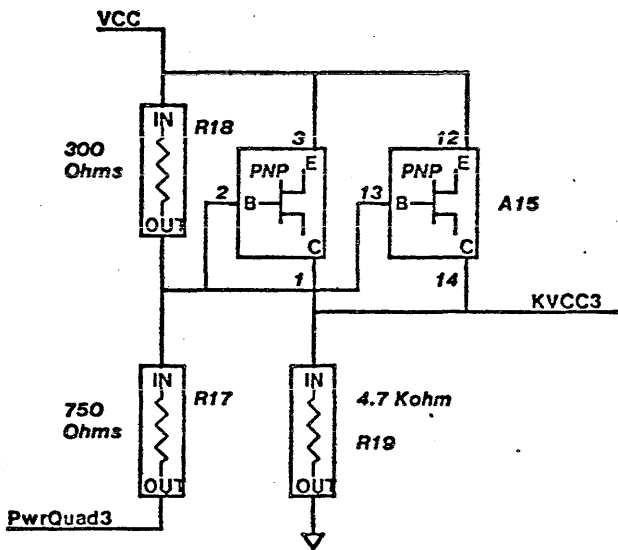 VCC
IN
R18
300
Ohms
OUT
3
PNP
E
2
B
C
1
12
PNP
E
13
B
C
14
A15
KVCC3
IN
R17
750
Ohms
OUT
IN
4.7 Kohm
R19
OUT
PwrQuad3